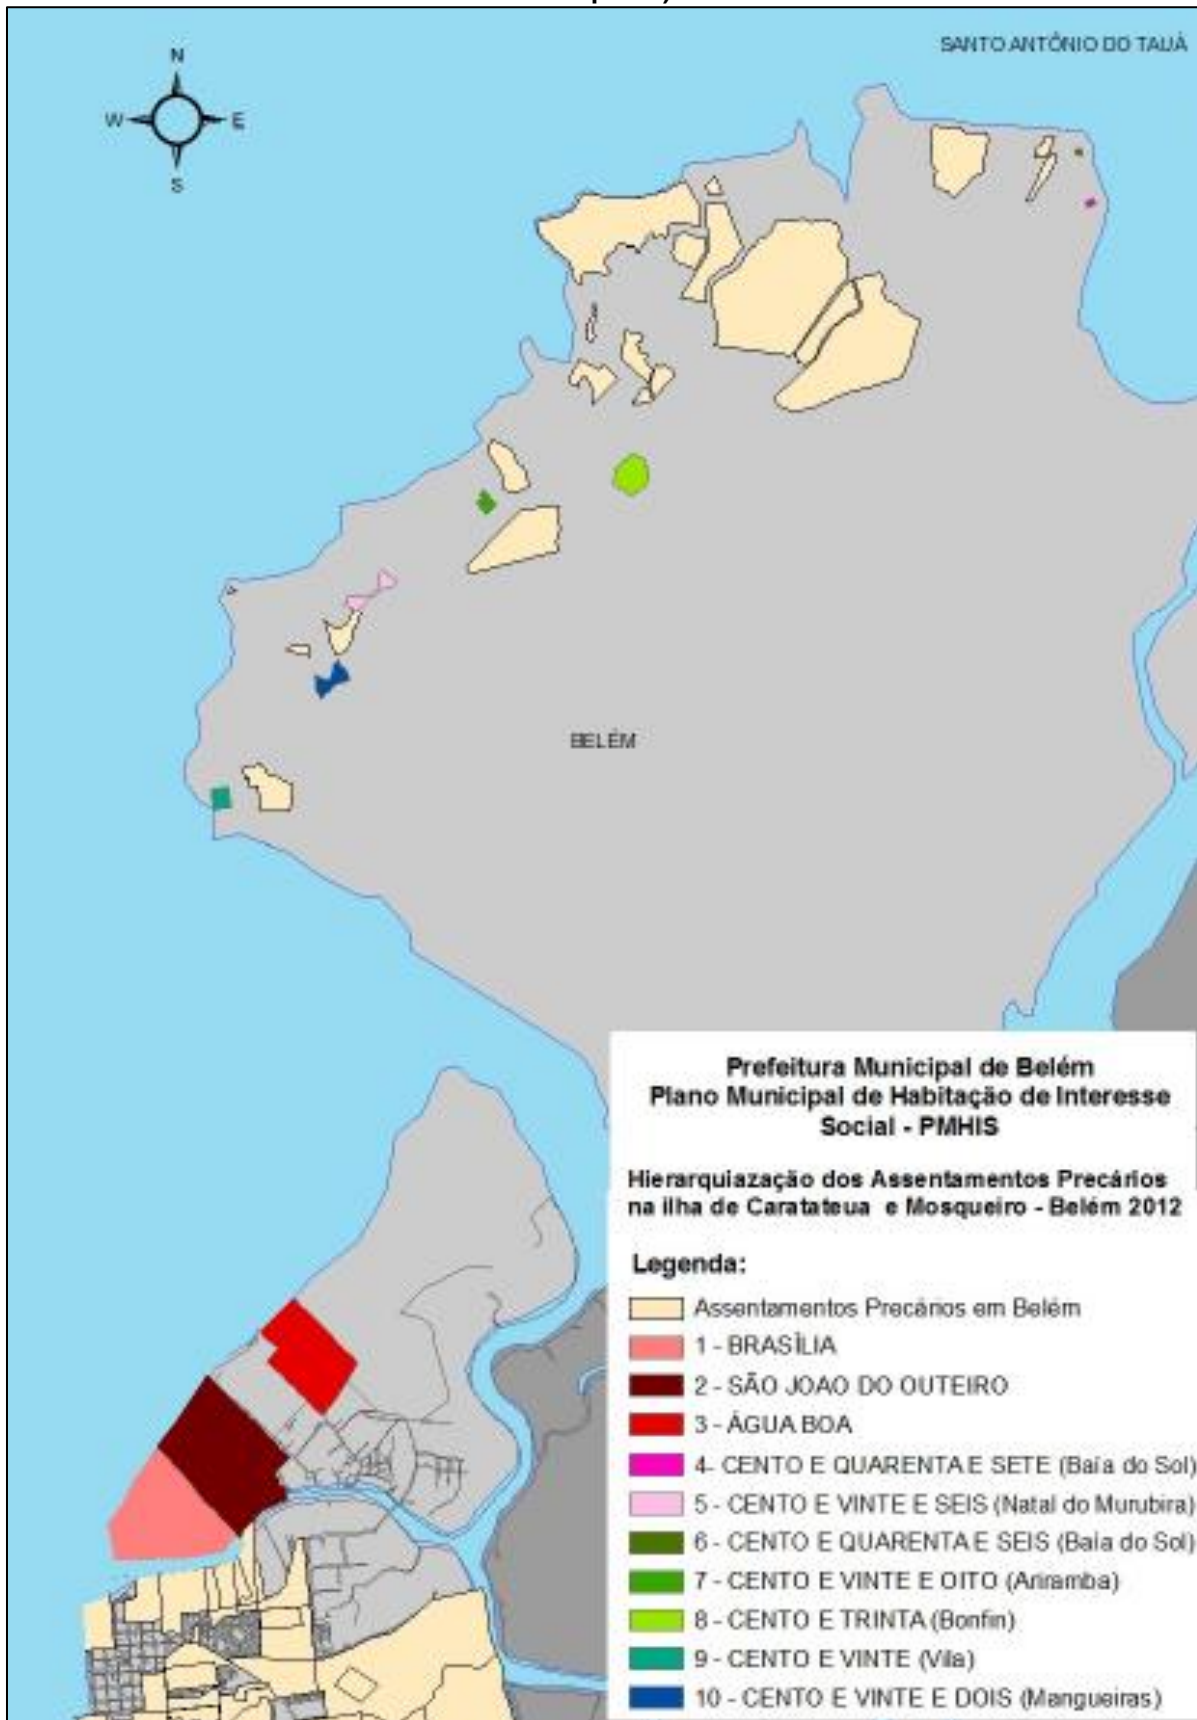 SANTO ANTÔNIO DO TAUÁ
N
W
E
S
BELÉM
Prefeitura Municipal de Belém
Plano Municipal de Habitação de Interesse
Social - PMHIS
Hierarquiazação dos Assentamentos Precários
na ilha de Caratateua e Mosqueiro - Belém 2012
Legenda:
Assentamentos Precários em Belém
1 - BRASÍLIA
2 - SÃO JOAO DO OUTEIRO
3 - ÁGUA BOA
4- CENTO E QUARENTA E SETE (Baía do Sol)
5 - CENTO E VINTE E SEIS (Natal do Murubira)
6 - CENTO E QUARENTA E SEIS (Baía do Sol)
7 - CENTO E VINTE E OITO (Ariramba)
8 - CENTO E TRINTA (Bonfin)
9 - CENTO E VINTE (Vila)
10 - CENTO E VINTE E DOIS (Mangueiras)